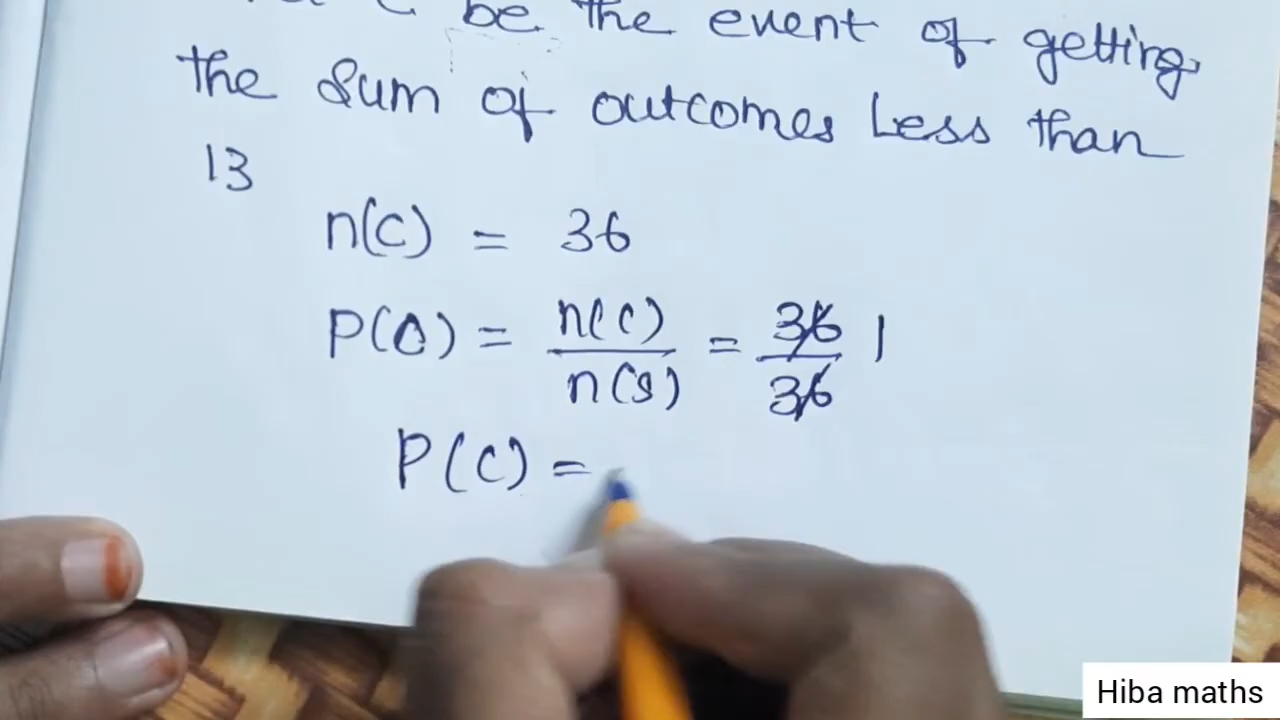 be the event of getting
the sum of outcomes Less than
13
n(C) = 36
P(C) = n(C)/n(S) = 36/36 1
P(C) =
Hiba maths